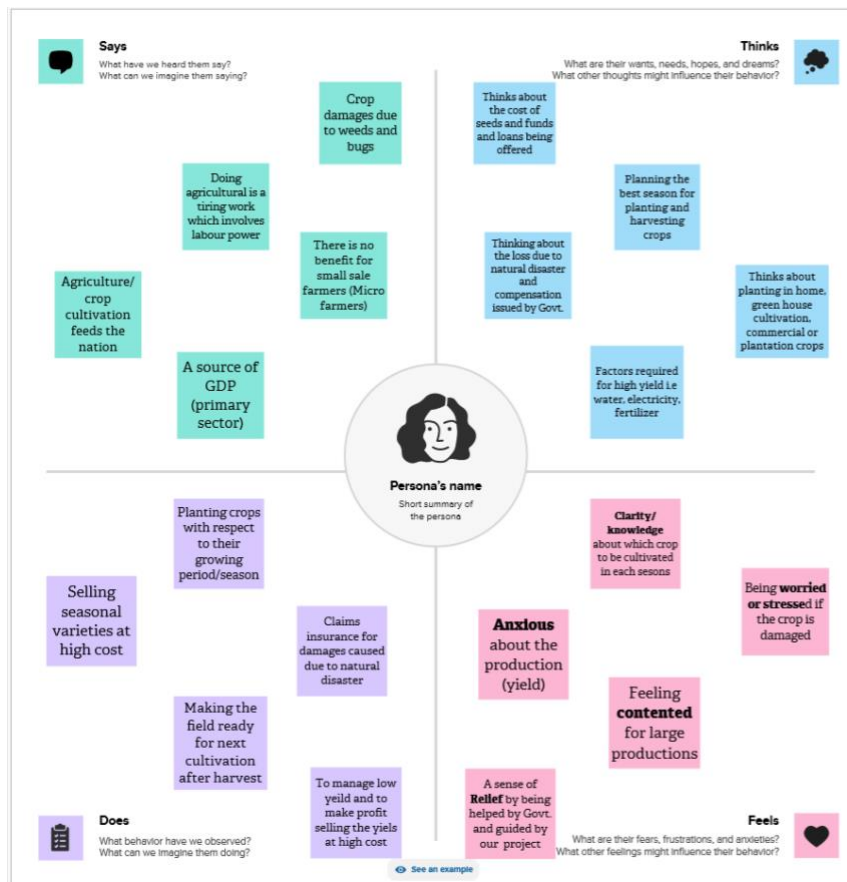 Says
What have we heard them say?
What can we imagine them saying?
Crop
damages due
to weeds and
bugs
Doing
agricultural is a
tiring work
which involves
labour power
There is no
benefit for
small sale
farmers (Micro
farmers)
Agriculture/
crop
cultivation
feeds the
nation
A source of
GDP
(primary
sector)
Thinks
What are their wants, needs, hopes, and dreams?
What other thoughts might influence their behavior?
Thinks about
the cost of
seeds and funds
and loans being
offered
Planning the
best season for
planting and
harvesting
crops
Thinking about
the loss due to
natural disaster
and
compensation
issued by Govt.
Thinks about
planting in home,
green house
cultivation,
commercial or
plantation crops
Factors required
for high yield i.e
water, electricity,
fertilizer
Persona's name
Short summary of
the persona
Planting crops
with respect
to their
growing
period/season
Selling
seasonal
varieties at
high cost
Claims
insurance for
damages caused
due to natural
disaster
Making the
field ready
for next
cultivation
after harvest
To manage low
yeild and to
make profit
selling the yiels
at high cost
Does
What behavior have we observed?
What can we imagine them doing?
Clarity/
knowledge
about which crop
to be cultivated
in each sesons
Being worried
or stressed if
the crop is
damaged
Anxious
about the
production
(yield)
Feeling
contented
for large
productions
A sense of
Relief by being
helped by Govt.
and guided by
our project
Feels
What are their fears, frustrations, and anxieties?
What other feelings might influence their behavior?
See an example